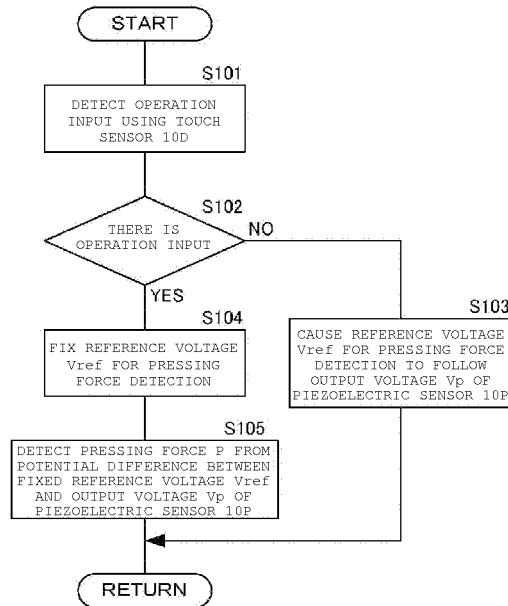 START
S101
DETECT OPERATION
INPUT USING TOUCH
SENSOR 10D
S102
THERE IS
OPERATION INPUT
NO
YES
S103
CAUSE REFERENCE VOLTAGE
Vref FOR PRESSING FORCE
DETECTION TO FOLLOW
OUTPUT VOLTAGE Vp OF
PIEZOELECTRIC SENSOR 10P
S104
FIX REFERENCE VOLTAGE
Vref FOR PRESSING
FORCE DETECTION
S105
DETECT PRESSING FORCE P FROM
POTENTIAL DIFFERENCE BETWEEN
FIXED REFERENCE VOLTAGE Vref
AND OUTPUT VOLTAGE Vp OF
PIEZOELECTRIC SENSOR 10P
RETURN